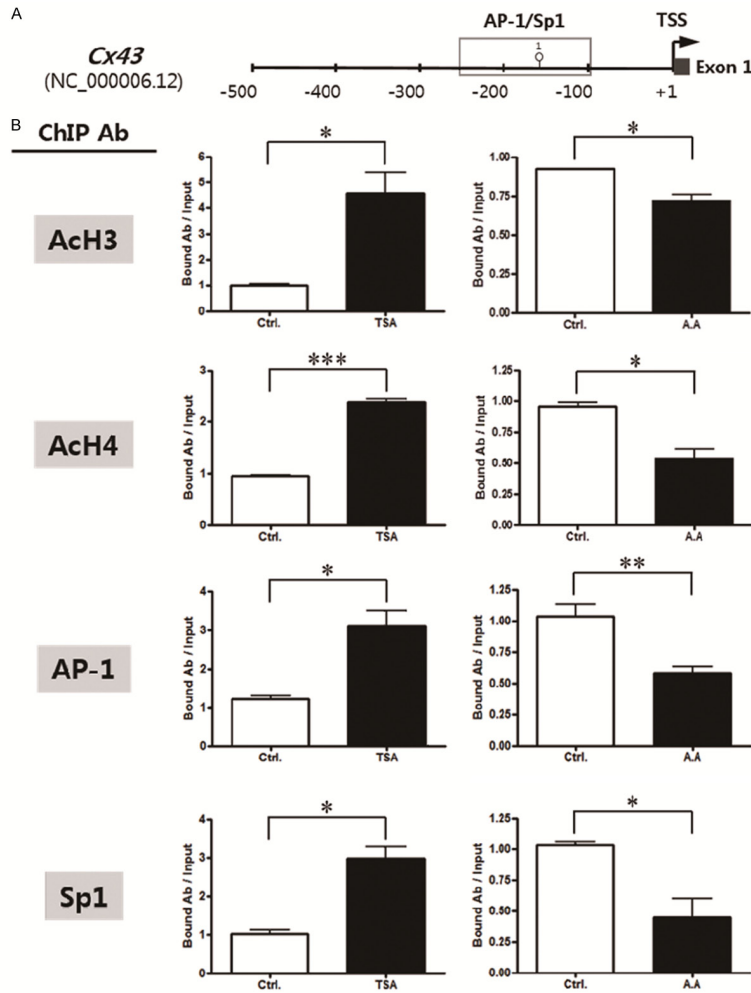 A
AP-1/Sp1
TSS
Cx43
(NC_000006.12)
1
Exon 1
-500 -400 -300 -200 -100 +1
B
ChIP Ab
AcH3
*
Bound Ab / Input
6
5
4
3
2
1
0
Ctrl. TSA
*
Bound Ab / Input
1.00
0.75
0.50
0.25
0.00
Ctrl. A.A
AcH4
***
Bound Ab / Input
3
2
1
0
Ctrl. TSA
*
Bound Ab / Input
1.25
1.00
0.75
0.50
0.25
0.00
Ctrl. A.A
AP-1
*
Bound Ab / Input
4
3
2
1
0
Ctrl. TSA
**
Bound Ab / Input
1.25
1.00
0.75
0.50
0.25
0.00
Ctrl. A.A
Sp1
*
Bound Ab / Input
4
3
2
1
0
Ctrl. TSA
*
Bound Ab / Input
1.25
1.00
0.75
0.50
0.25
0.00
Ctrl. A.A